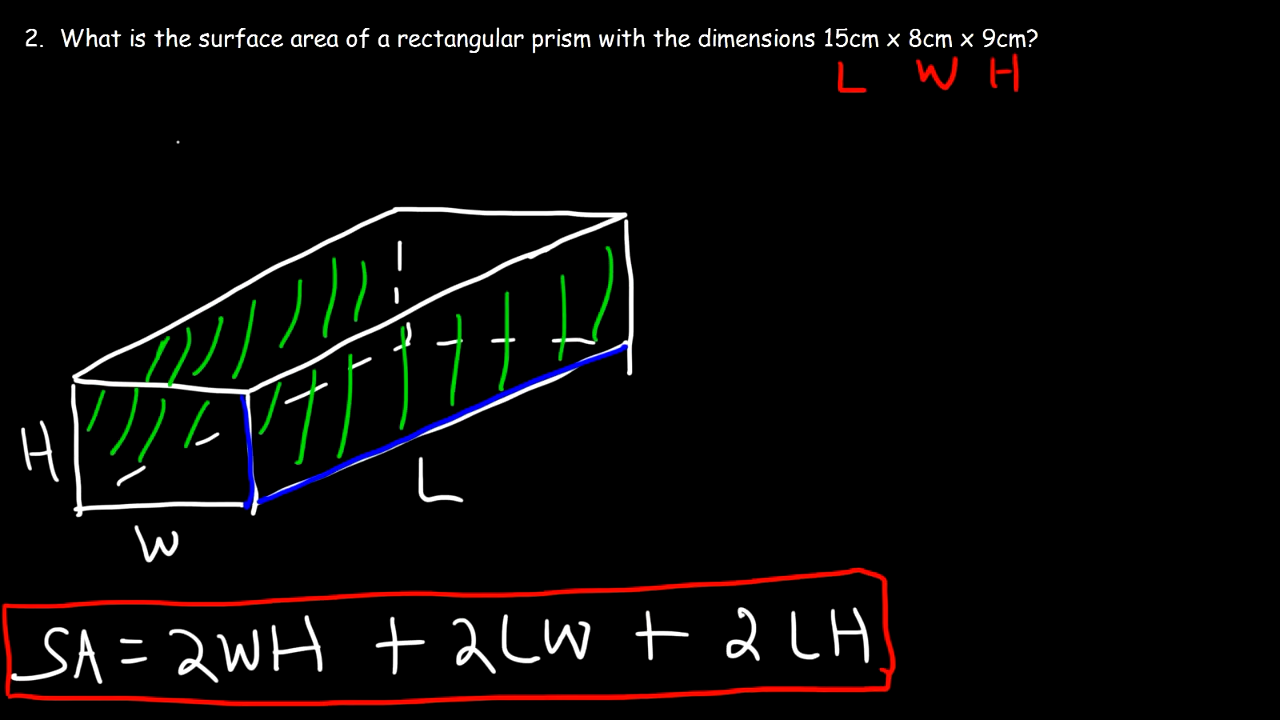 2. What is the surface area of a rectangular prism with the dimensions 15cm x 8cm x 9cm?
L W H
H
L
W
SA = 2WH + 2LW + 2LH